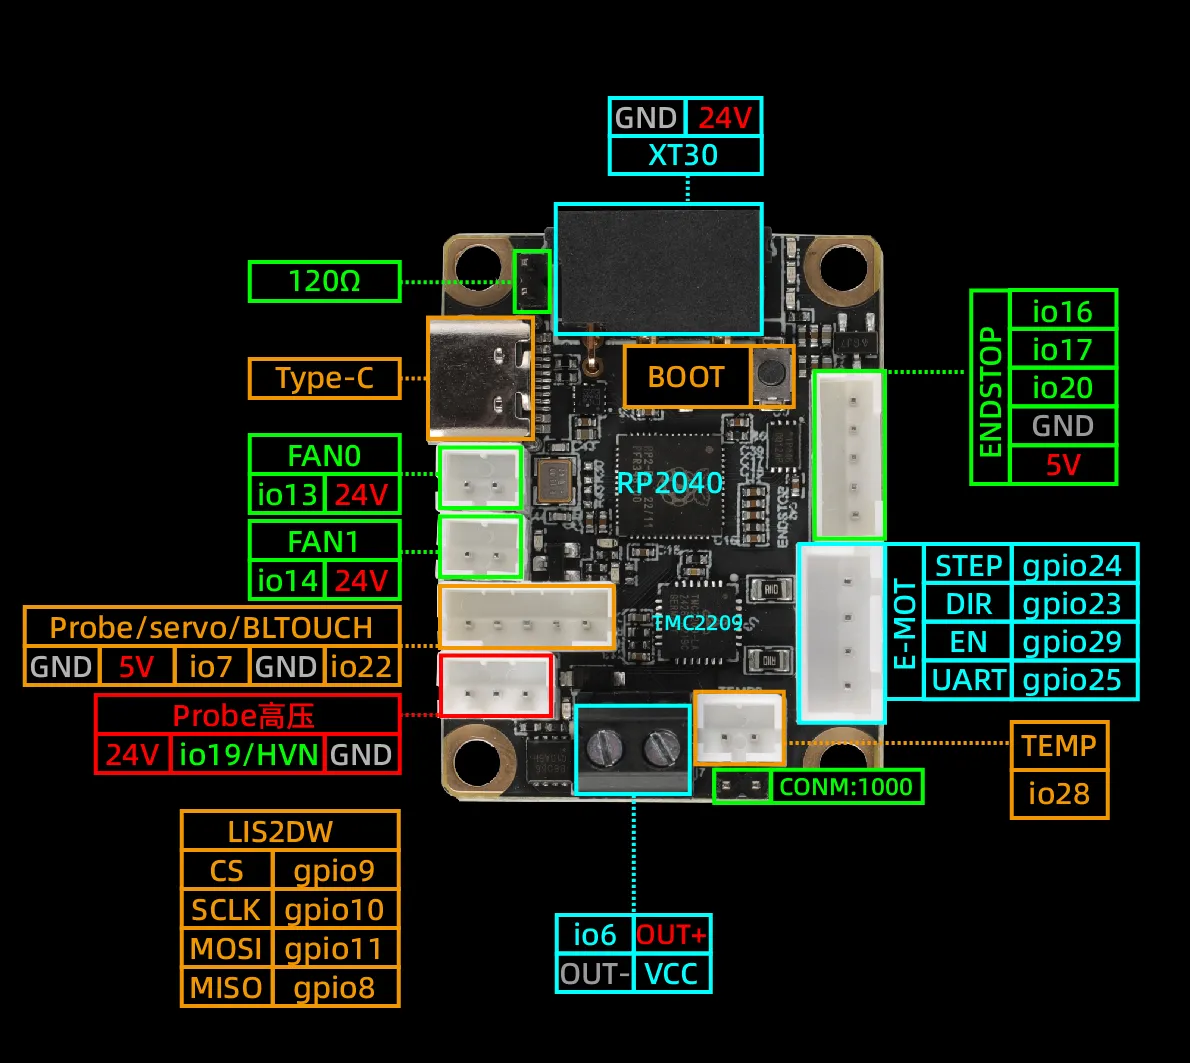 GND 24V
XT30
120Ω
Type-C
BOOT
FAN0
io13 24V
FAN1
io14 24V
Probe/servo/BLTOUCH
GND 5V io7 GND io22
Probe高压
24V io19/HVN GND
RP2040
TMC2209
ENDSTOP
ENDSTOP
io16
io17
io20
GND
5V
E-MOT
STEP gpio24
DIR gpio23
EN gpio29
UART gpio25
TEMP
io28
CONM:1000
LIS2DW
CS gpio9
SCLK gpio10
MOSI gpio11
MISO gpio8
io6 OUT+
OUT- VCC